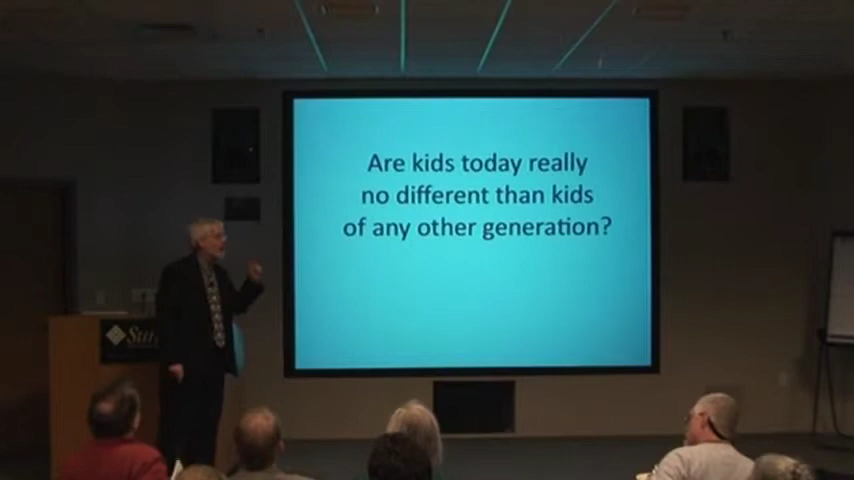 Are kids today really
no different than kids
of any other generation?